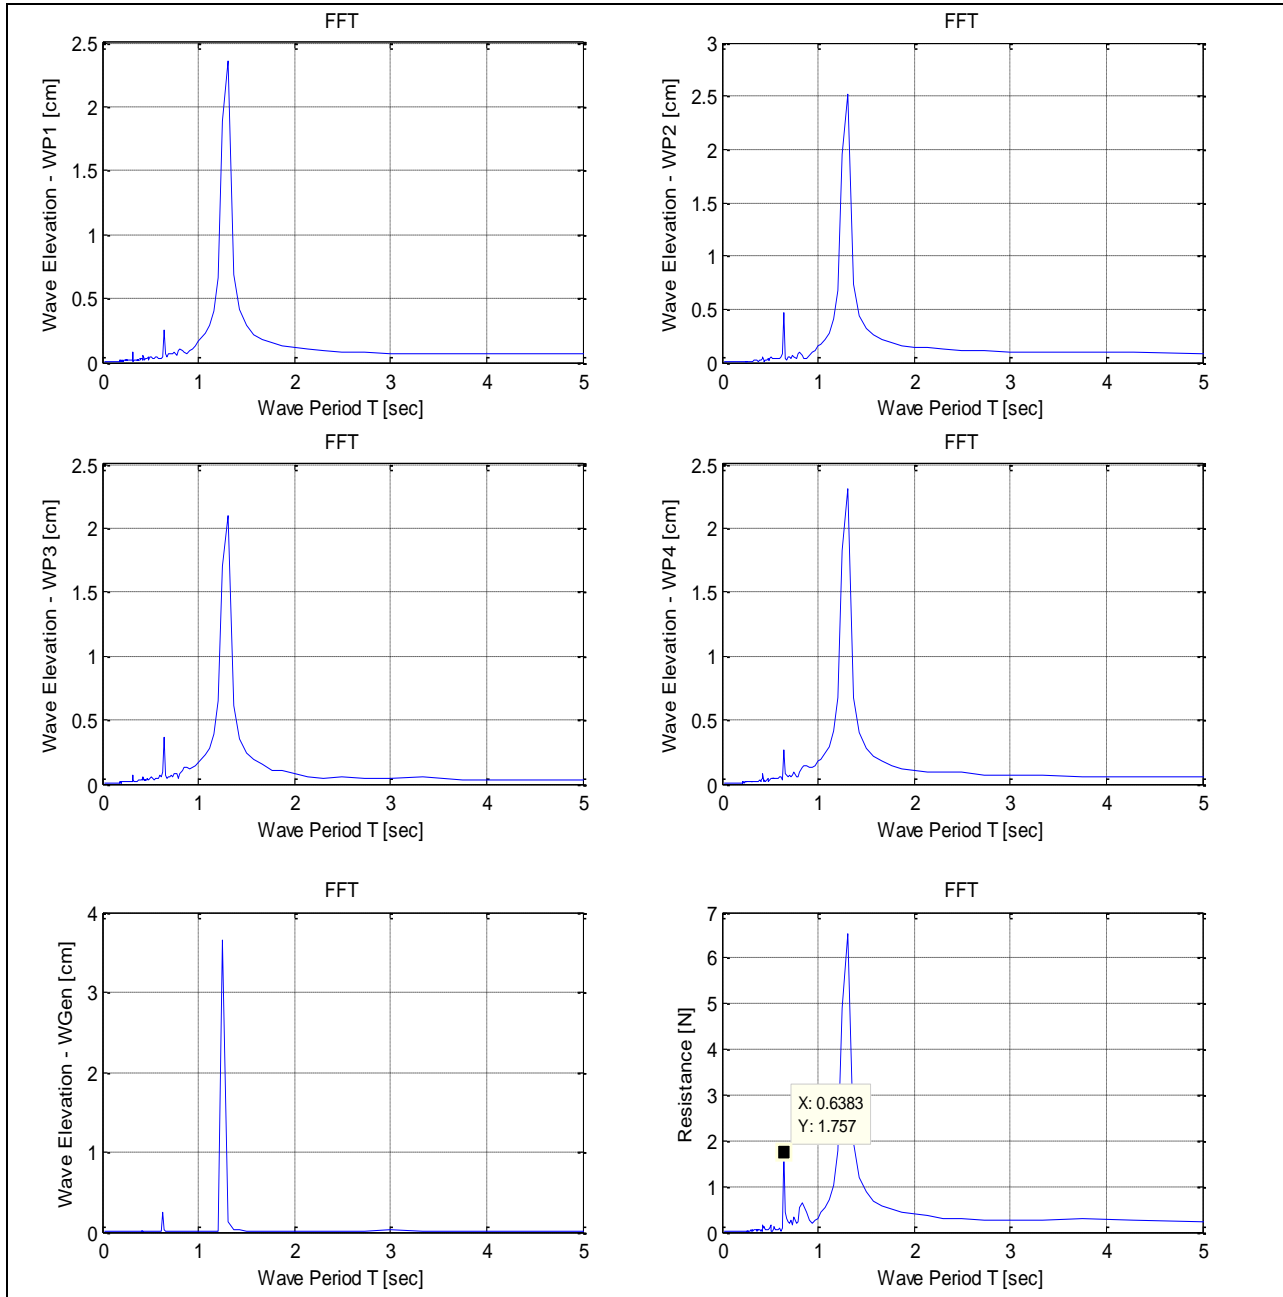 FFT
Wave Elevation - WP1 [cm]
2.5
2
1.5
1
0.5
0
0 1 2 3 4 5
Wave Period T [sec]
FFT
Wave Elevation - WP2 [cm]
3
2.5
2
1.5
1
0.5
0
0 1 2 3 4 5
Wave Period T [sec]
FFT
Wave Elevation - WP3 [cm]
2.5
2
1.5
1
0.5
0
0 1 2 3 4 5
Wave Period T [sec]
FFT
Wave Elevation - WP4 [cm]
2.5
2
1.5
1
0.5
0
0 1 2 3 4 5
Wave Period T [sec]
FFT
Wave Elevation - WGen [cm]
4
3
2
1
0
0 1 2 3 4 5
Wave Period T [sec]
FFT
Resistance [N]
7
6
5
4
3
2
1
0
X: 0.6383
Y: 1.757
0 1 2 3 4 5
Wave Period T [sec]